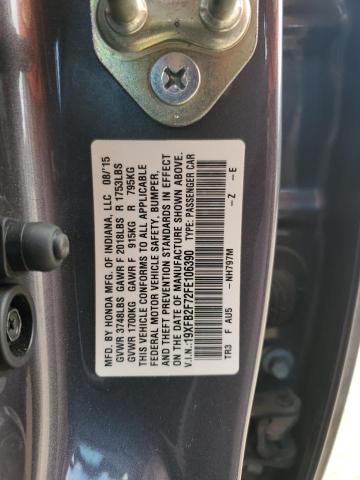 MFD. BY HONDA MFG. OF INDIANA, LLC 08/'15
GVWR 3748LBS GAWR F 2018LBS R 1753LBS
GVWR 1700KG GAWR F 915KG R 795KG
THIS VEHICLE CONFORMS TO ALL APPLICABLE
FEDERAL MOTOR VEHICLE SAFETY, BUMPER,
AND THEFT PREVENTION STANDARDS IN EFFECT
ON THE DATE OF MANUFACTURE SHOWN ABOVE.
V.I.N.:19XFB2F72FE106390 TYPE: PASSENGER CAR
-NH797M -Z -E
TR3 F AU5